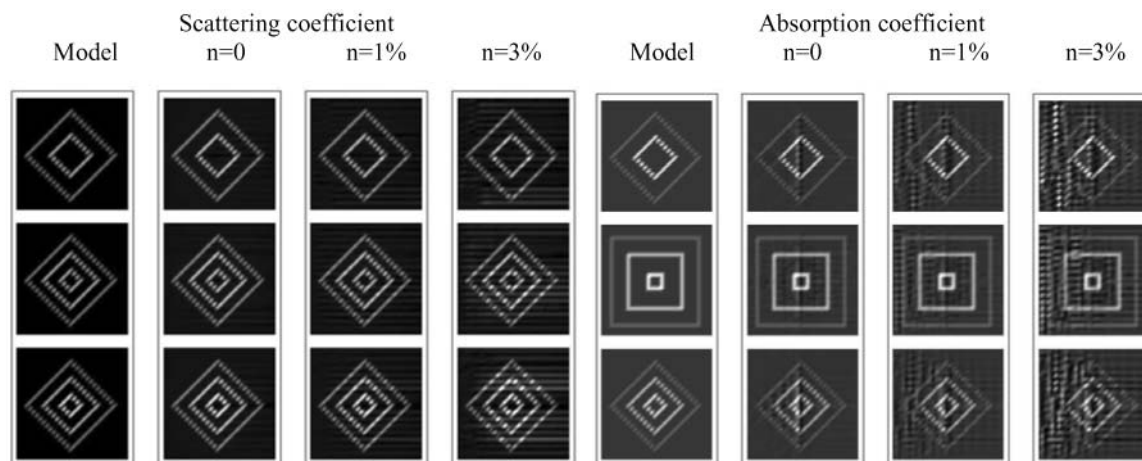 Scattering coefficient Absorption coefficient
Model n=0 n=1% n=3% Model n=0 n=1% n=3%